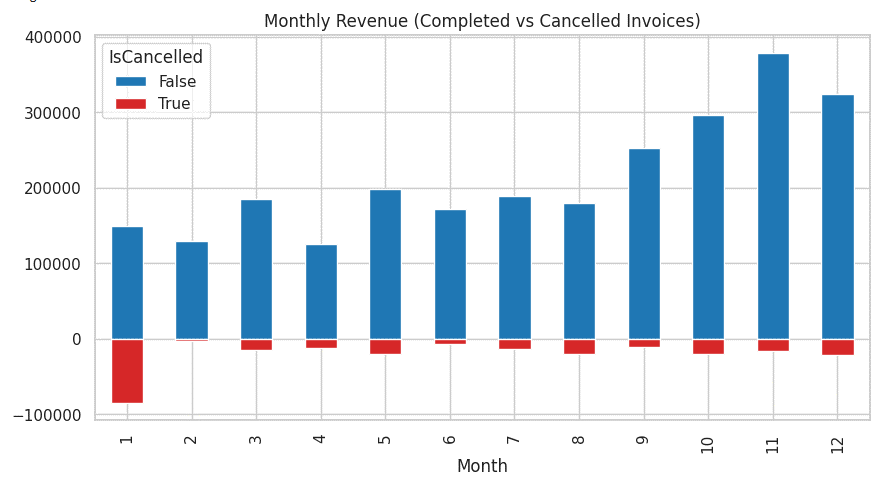 Monthly Revenue (Completed vs Cancelled Invoices)
IsCancelled
False
True
400000
300000
200000
100000
0
−100000
1 2 3 4 5 6 7 8 9 10 11 12
Month